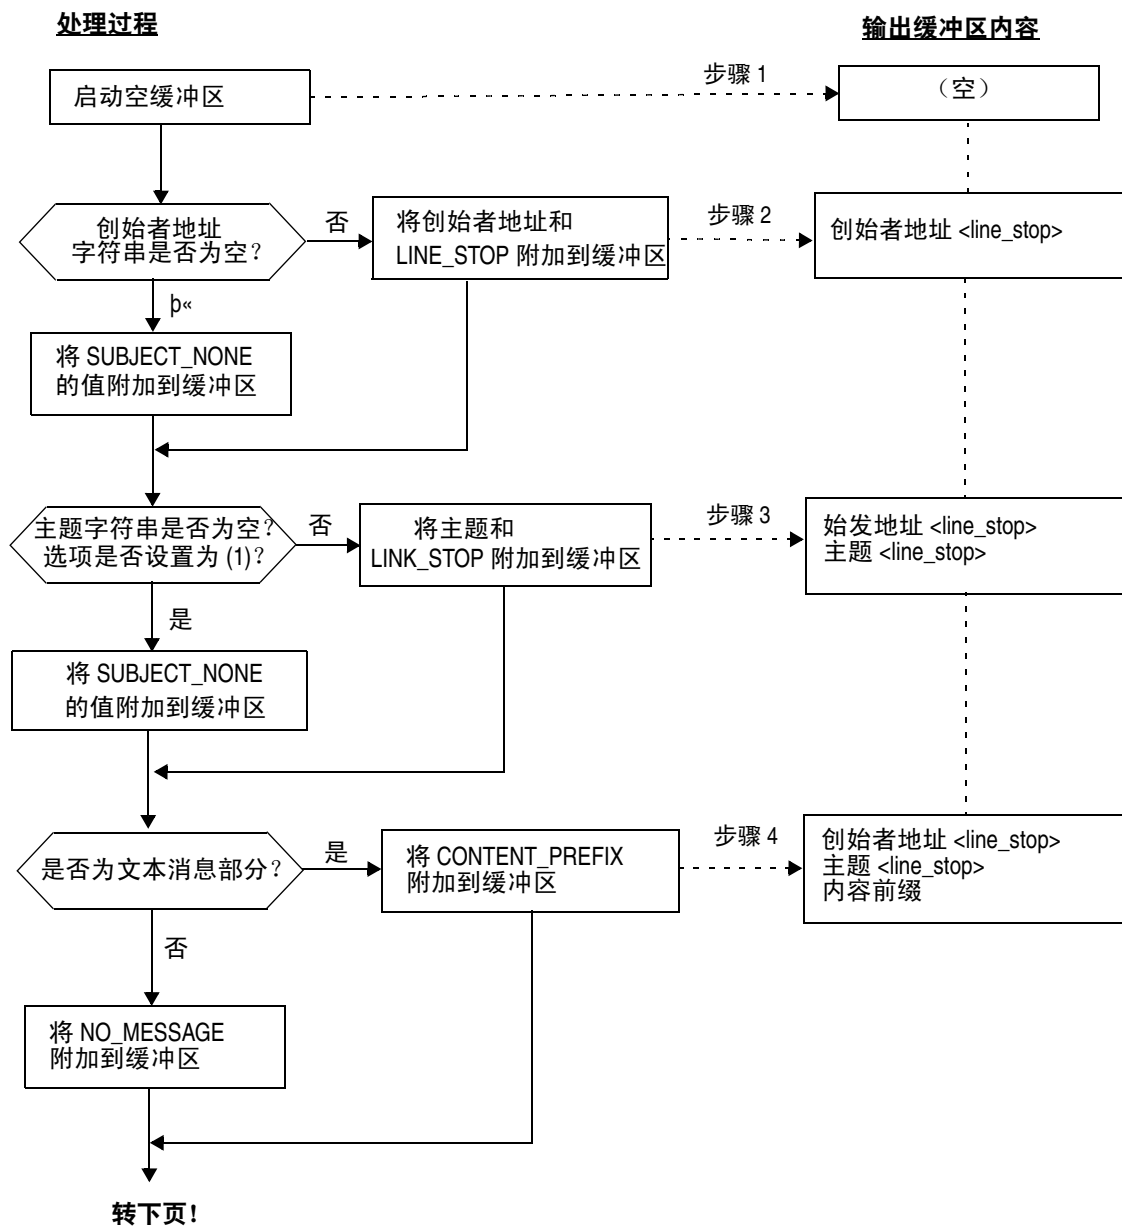 处理过程
输出缓冲区内容
启动空缓冲区
步骤 1
（空）
创始者地址
字符串是否为空？
否
将创始者地址和
LINE_STOP 附加到缓冲区
步骤 2
创始者地址 <line_stop>
þ«
将 SUBJECT_NONE
的值附加到缓冲区
主题字符串是否为空？
选项是否设置为 (1)？
否
将主题和
LINK_STOP 附加到缓冲区
步骤 3
始发地址 <line_stop>
主题 <line_stop>
是
将 SUBJECT_NONE
的值附加到缓冲区
是否为文本消息部分？
是
将 CONTENT_PREFIX
附加到缓冲区
步骤 4
创始者地址 <line_stop>
主题 <line_stop>
内容前缀
否
将 NO_MESSAGE
附加到缓冲区
转下页！